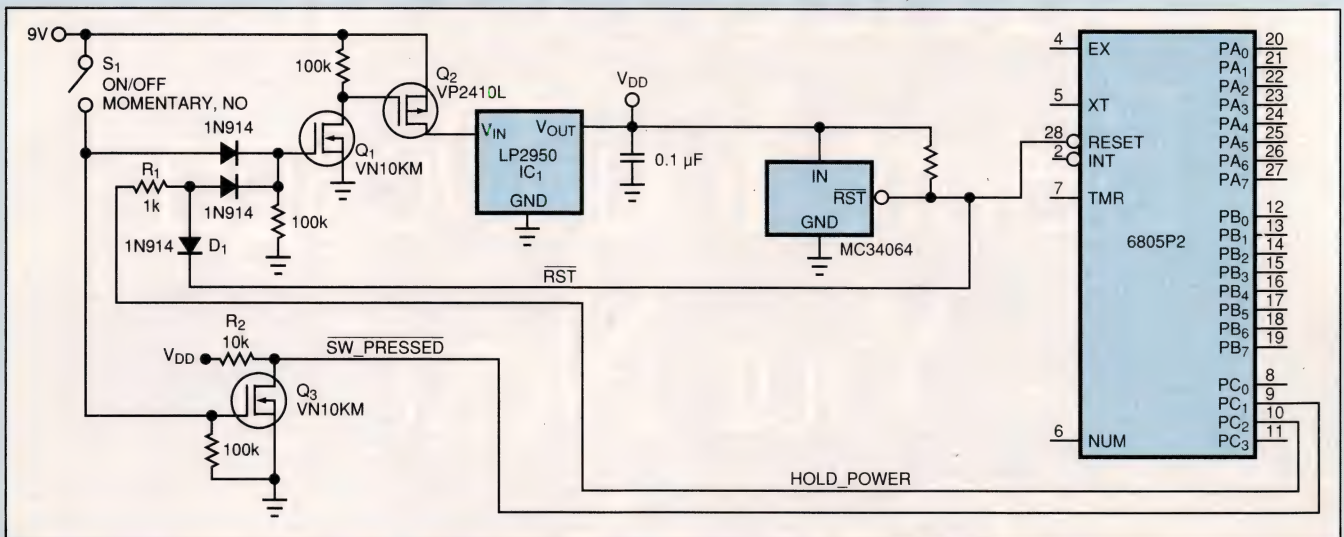 9V
S1
ON/OFF
MOMENTARY, NO
1N914
R1
1k
1N914
1N914
D1
100k
100k
Q1
VN10KM
Q2
VP2410L
VIN
VOUT
LP2950
IC1
GND
VDD
0.1 µF
IN
RST
GND
MC34064
RST
R2
10k
VDD
SW_PRESSED
Q3
VN10KM
100k
HOLD_POWER
4
EX
5
XT
28
RESET
2
INT
7
TMR
6
NUM
6805P2
PA0 20
PA1 21
PA2 22
PA3 23
PA4 24
PA5 25
PA6 26
PA7 27
PB0 12
PB1 13
PB2 14
PB3 15
PB4 16
PB5 17
PB6 18
PB7 19
PC0 8
PC1 9
PC2 10
PC3 11